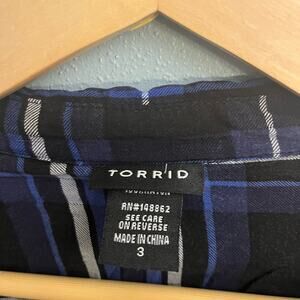 TORRID
RN#148862
SEE CARE
ON REVERSE
MADE IN CHINA
3